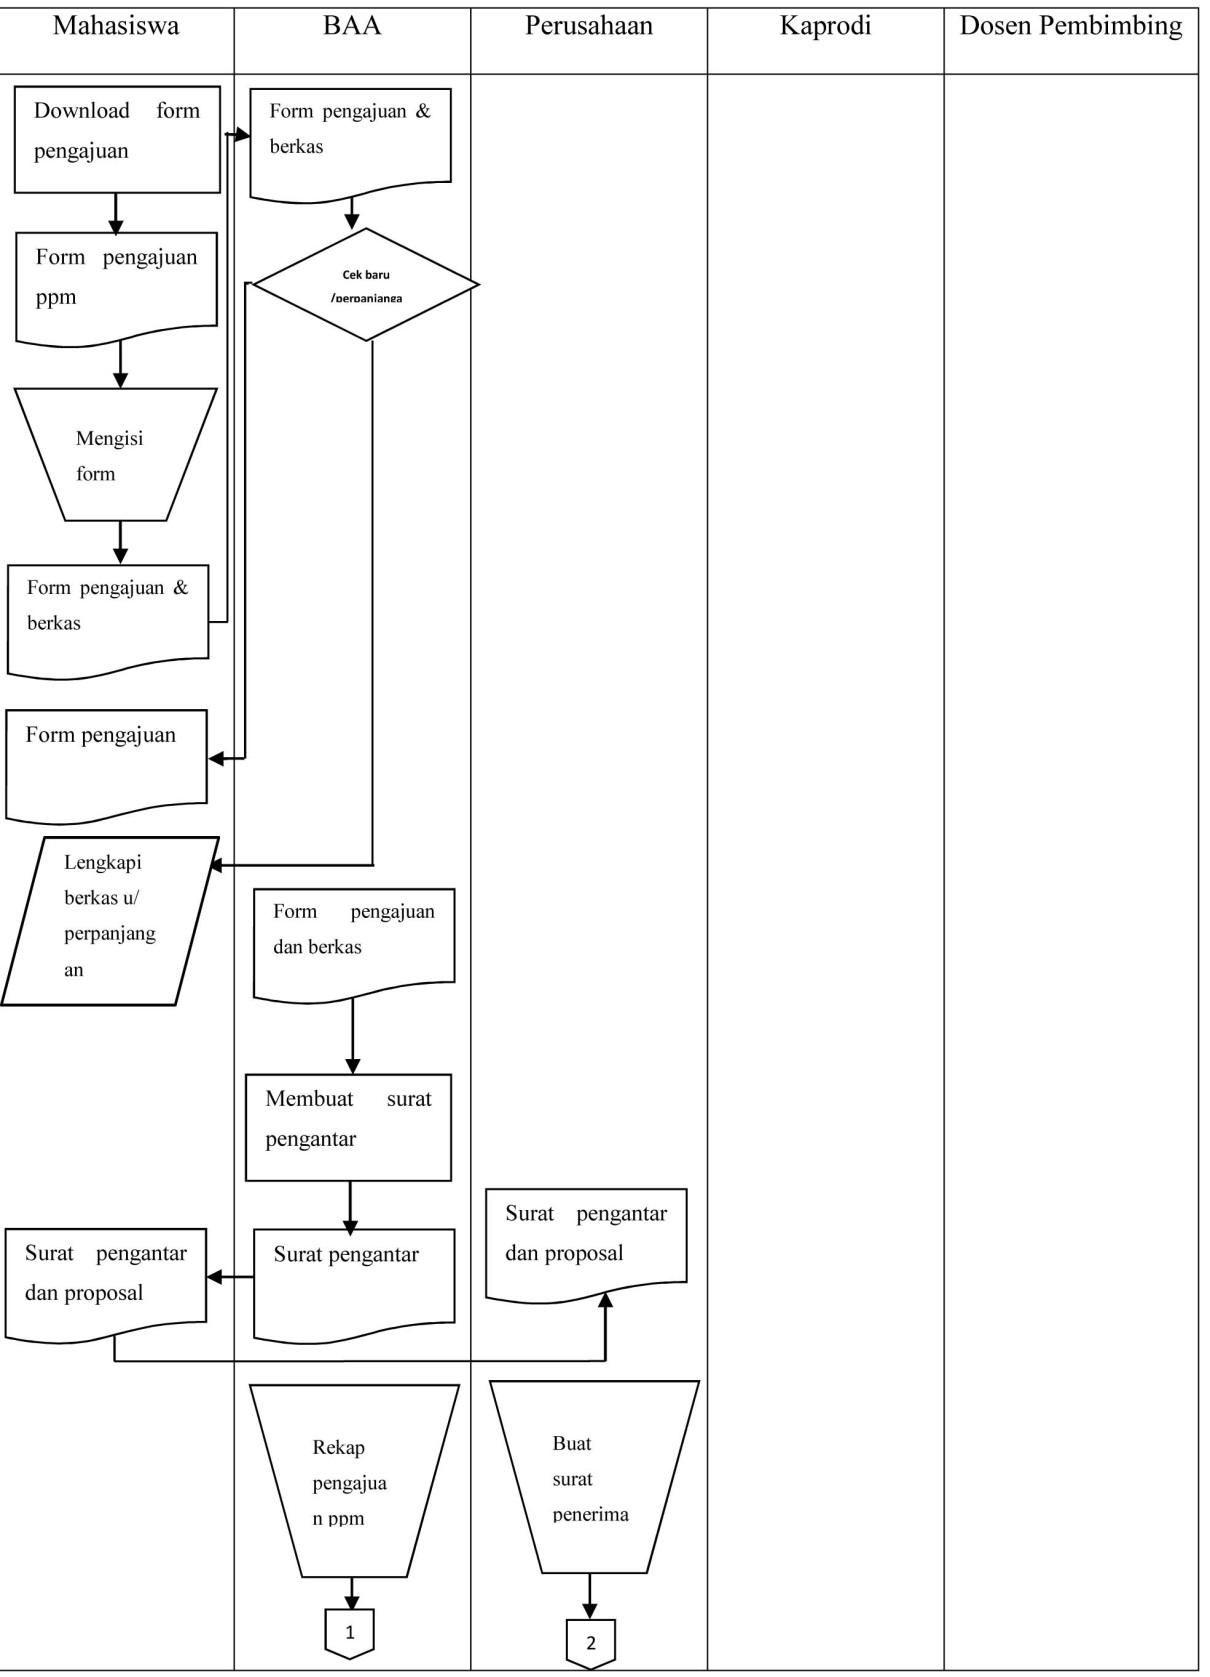 Mahasiswa
BAA
Perusahaan
Kaprodi
Dosen Pembimbing
Download form
pengajuan
Form pengajuan &
berkas
Form pengajuan
ppm
Cek baru
/perpanjanga
Mengisi
form
Form pengajuan &
berkas
Form pengajuan
Lengkapi
berkas u/
perpanjang
an
Form pengajuan
dan berkas
Membuat surat
pengantar
Surat pengantar
dan proposal
Surat pengantar
Surat pengantar
dan proposal
Rekap
pengajua
n ppm
Buat
surat
penerima
1
2